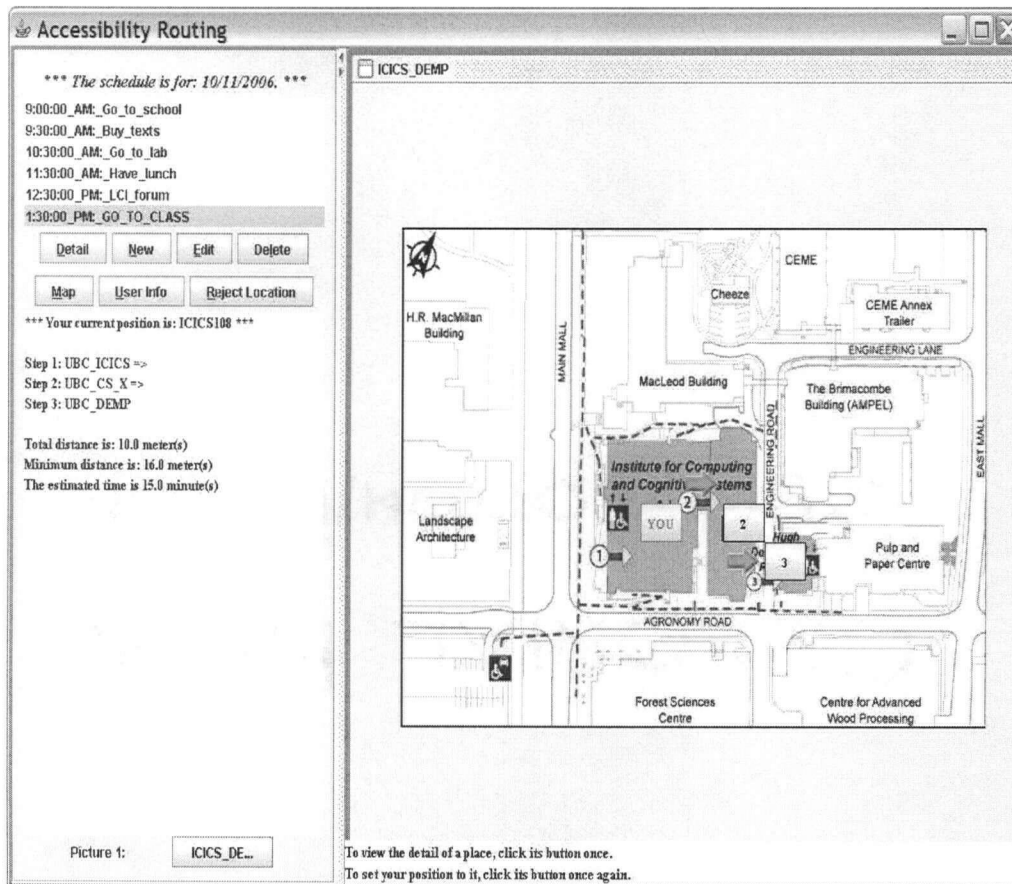 Accessibility Routing
*** The schedule is for: 10/11/2006. ***
9:00:00_AM:_Go_to_school
9:30:00_AM:_Buy_texts
10:30:00_AM:_Go_to_lab
11:30:00_AM:_Have_lunch
12:30:00_PM:_LCI_forum
1:30:00_PM:_GO_TO_CLASS
Detail New Edit Delete
Map User Info Reject Location
*** Your current position is: ICICS108 ***
Step 1: UBC_ICICS =>
Step 2: UBC_CS_X =>
Step 3: UBC_DEMP
Total distance is: 10.0 meter(s)
Minimum distance is: 16.0 meter(s)
The estimated time is 15.0 minute(s)
Picture 1: ICICS_DE...
ICICS_DEMP
CEME
Cheeze
CEME Annex
Trailer
H.R. MacMillan
Building
MAIN MALL
ENGINEERING LANE
MacLeod Building
The Brimacombe
Building (AMPEL)
ENGINEERING ROAD
EAST MALL
Institute for Computing
and Cogniti stems
2
YOU
2
Hugh
Landscape
Architecture
1
3
3
Pulp and
Paper Centre
AGRONOMY ROAD
Forest Sciences
Centre
Centre for Advanced
Wood Processing
To view the detail of a place, click its button once.
To set your position to it, click its button once again.